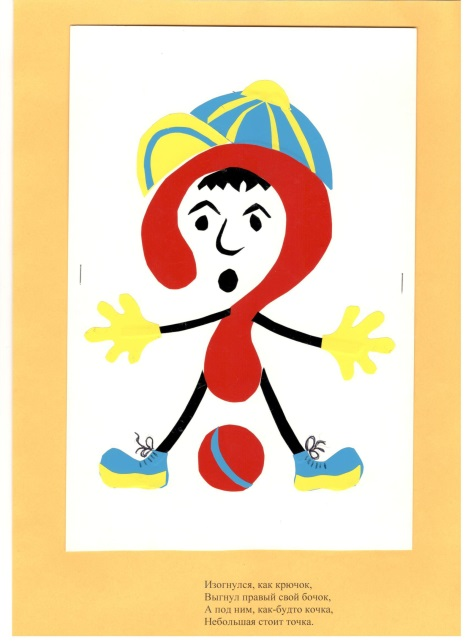 Изогнулся, как крючок,
Выгнул правый свой бочок,
А под ним, как-будто кочка,
Небольшая стоит точка.